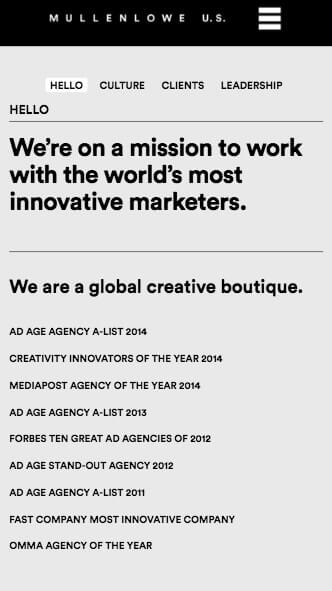 MULLENLOWE U.S.
HELLO CULTURE CLIENTS LEADERSHIP
HELLO
We’re on a mission to work
with the world’s most
innovative marketers.
We are a global creative boutique.
AD AGE AGENCY A-LIST 2014
CREATIVITY INNOVATORS OF THE YEAR 2014
MEDIAPOST AGENCY OF THE YEAR 2014
AD AGE AGENCY A-LIST 2013
FORBES TEN GREAT AD AGENCIES OF 2012
AD AGE STAND-OUT AGENCY 2012
AD AGE AGENCY A-LIST 2011
FAST COMPANY MOST INNOVATIVE COMPANY
OMMA AGENCY OF THE YEAR